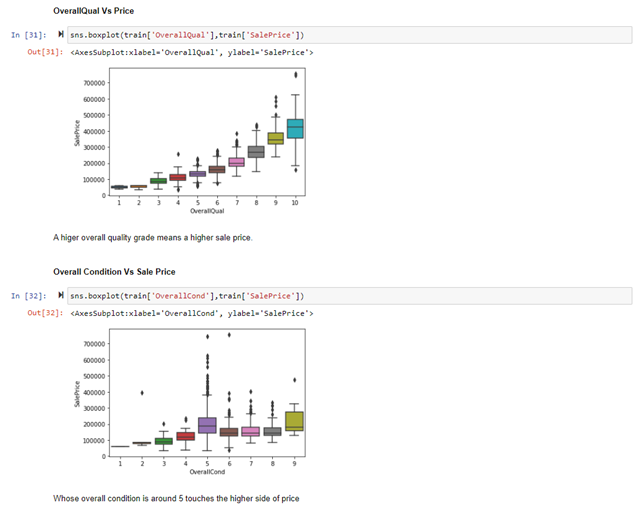 OverallQual Vs Price
In [31]: sns.boxplot(train['OverallQual'],train['SalePrice'])
Out[31]: <AxesSubplot:xlabel='OverallQual', ylabel='SalePrice'>
700000
600000
500000
400000
300000
200000
100000
0
SalePrice
1 2 3 4 5 6 7 8 9 10
OverallQual
A higer overall quality grade means a higher sale price.
Overall Condition Vs Sale Price
In [32]: sns.boxplot(train['OverallCond'],train['SalePrice'])
Out[32]: <AxesSubplot:xlabel='OverallCond', ylabel='SalePrice'>
700000
600000
500000
400000
300000
200000
100000
0
SalePrice
1 2 3 4 5 6 7 8 9
OverallCond
Whose overall condition is around 5 touches the higher side of price